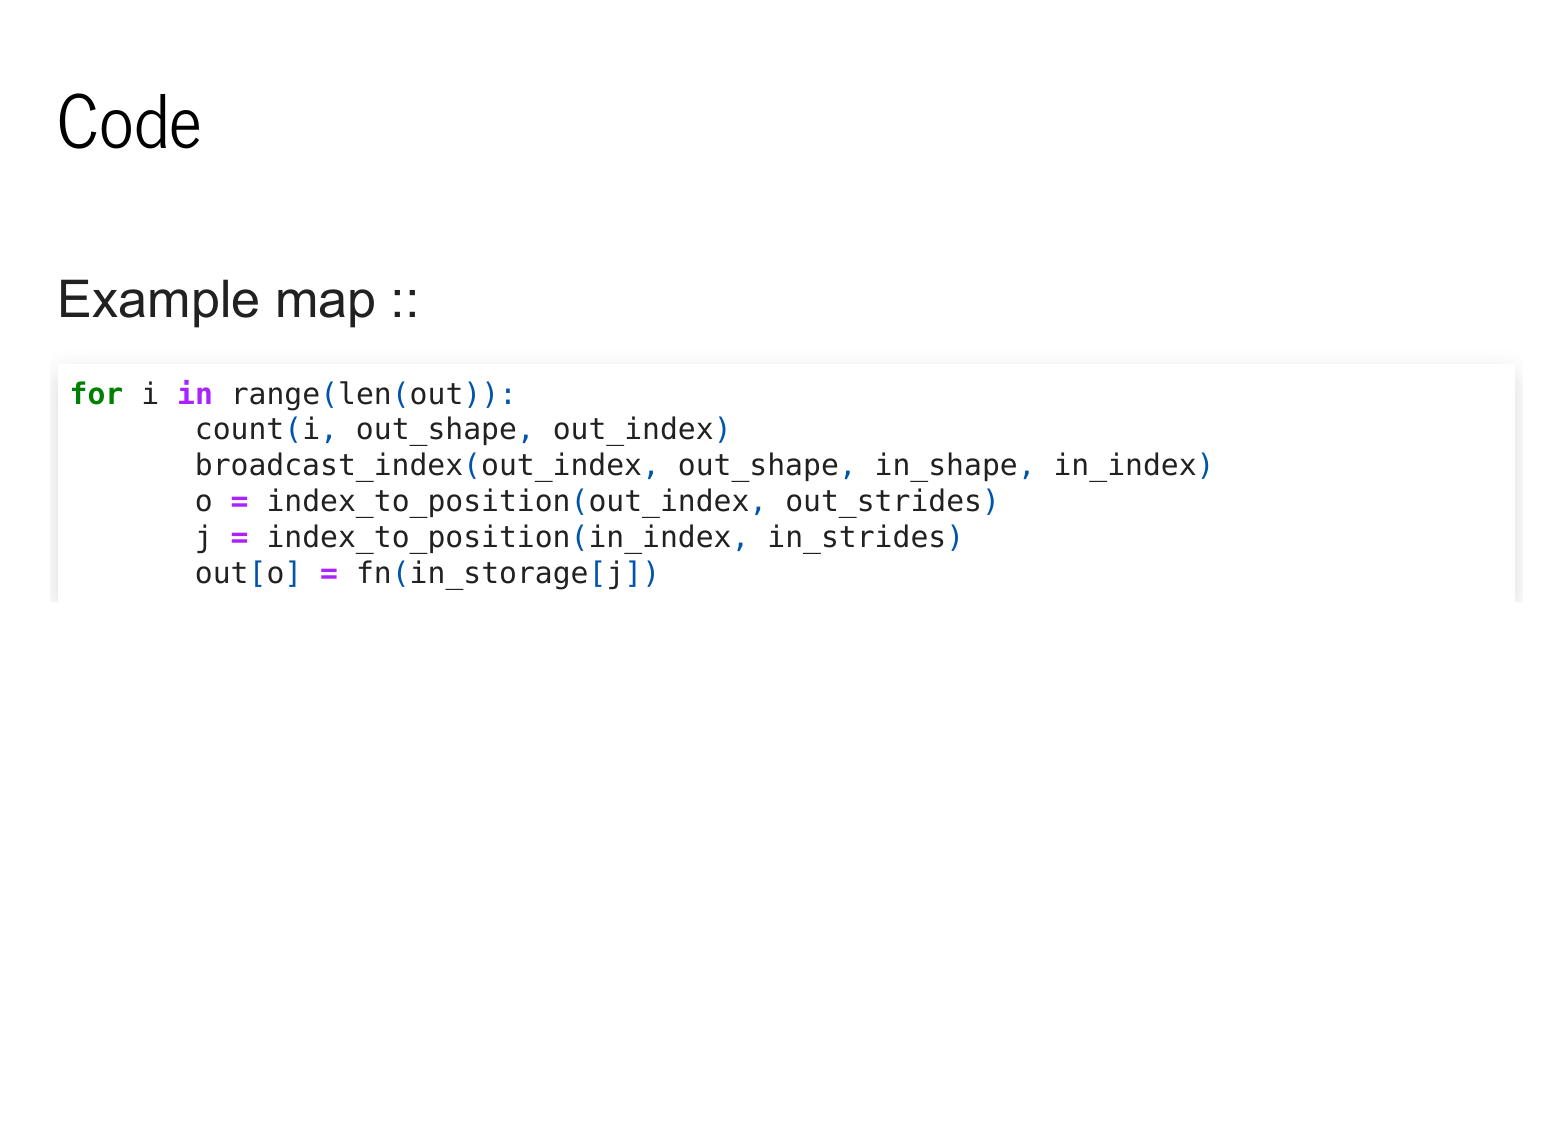 Code
Example map ::
for i in range(len(out)):
        count(i, out_shape, out_index)
        broadcast_index(out_index, out_shape, in_shape, in_index)
        o = index_to_position(out_index, out_strides)
        j = index_to_position(in_index, in_strides)
        out[o] = fn(in_storage[j])